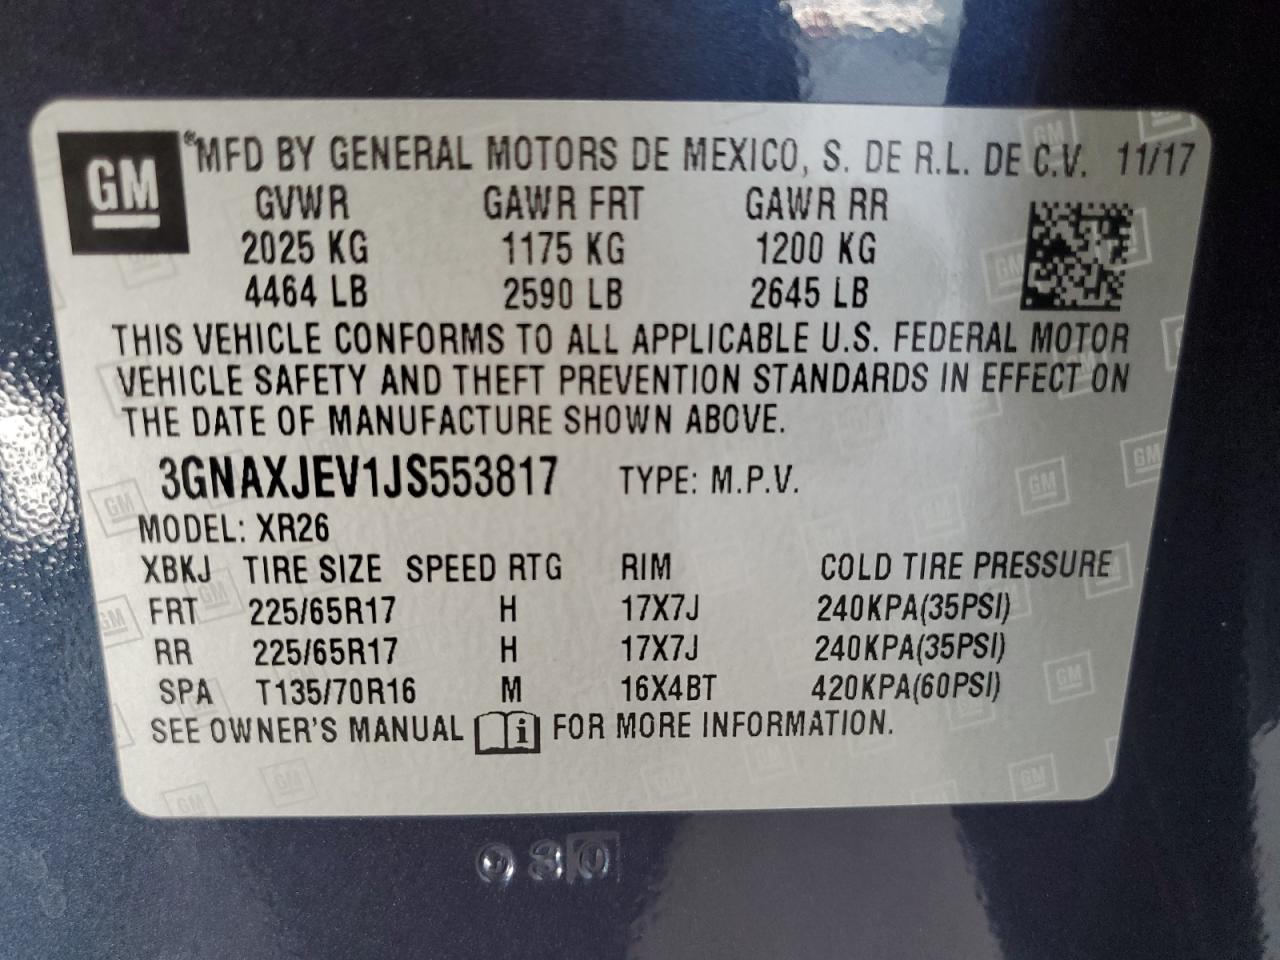 GM
®MFD BY GENERAL MOTORS DE MEXICO, S. DE R.L. DE C.V. 11/17
GVWR GAWR FRT GAWR RR
2025 KG 1175 KG 1200 KG
4464 LB 2590 LB 2645 LB
THIS VEHICLE CONFORMS TO ALL APPLICABLE U.S. FEDERAL MOTOR
VEHICLE SAFETY AND THEFT PREVENTION STANDARDS IN EFFECT ON
THE DATE OF MANUFACTURE SHOWN ABOVE.
3GNAXJEV1JS553817 TYPE: M.P.V.
MODEL: XR26
XBKJ TIRE SIZE SPEED RTG RIM COLD TIRE PRESSURE
FRT 225/65R17 H 17X7J 240KPA(35PSI)
RR 225/65R17 H 17X7J 240KPA(35PSI)
SPA T135/70R16 M 16X4BT 420KPA(60PSI)
SEE OWNER'S MANUAL i FOR MORE INFORMATION.